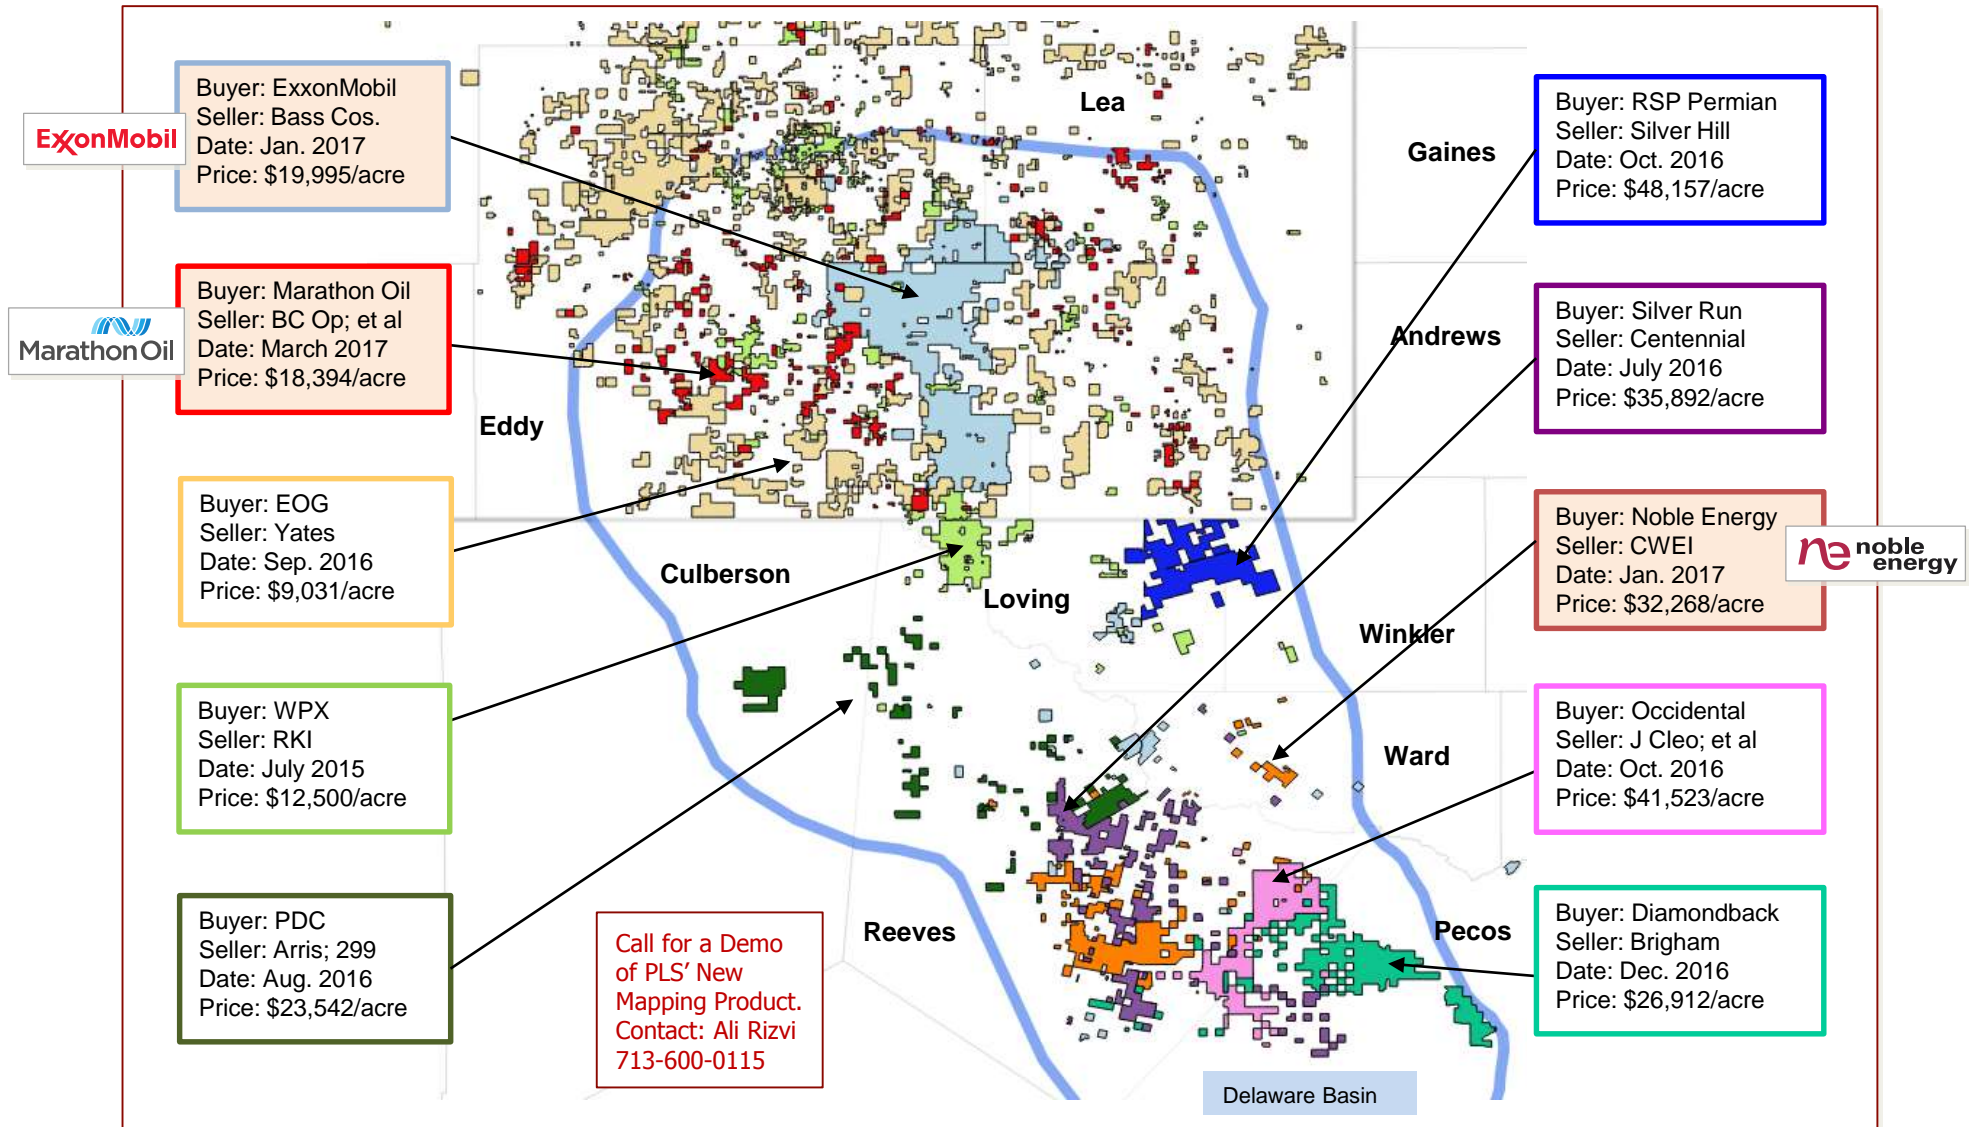 ExxonMobil
Buyer: ExxonMobil
Seller: Bass Cos.
Date: Jan. 2017
Price: $19,995/acre
Marathon Oil
Buyer: Marathon Oil
Seller: BC Op; et al
Date: March 2017
Price: $18,394/acre
Buyer: EOG
Seller: Yates
Date: Sep. 2016
Price: $9,031/acre
Buyer: WPX
Seller: RKI
Date: July 2015
Price: $12,500/acre
Buyer: PDC
Seller: Arris; 299
Date: Aug. 2016
Price: $23,542/acre
Lea
Gaines
Andrews
Eddy
Culberson
Loving
Winkler
Ward
Reeves
Pecos
Call for a Demo
of PLS’ New
Mapping Product.
Contact: Ali Rizvi
713-600-0115
Delaware Basin
Buyer: RSP Permian
Seller: Silver Hill
Date: Oct. 2016
Price: $48,157/acre
Buyer: Silver Run
Seller: Centennial
Date: July 2016
Price: $35,892/acre
Buyer: Noble Energy
Seller: CWEI
Date: Jan. 2017
Price: $32,268/acre
ne noble
energy
Buyer: Occidental
Seller: J Cleo; et al
Date: Oct. 2016
Price: $41,523/acre
Buyer: Diamondback
Seller: Brigham
Date: Dec. 2016
Price: $26,912/acre